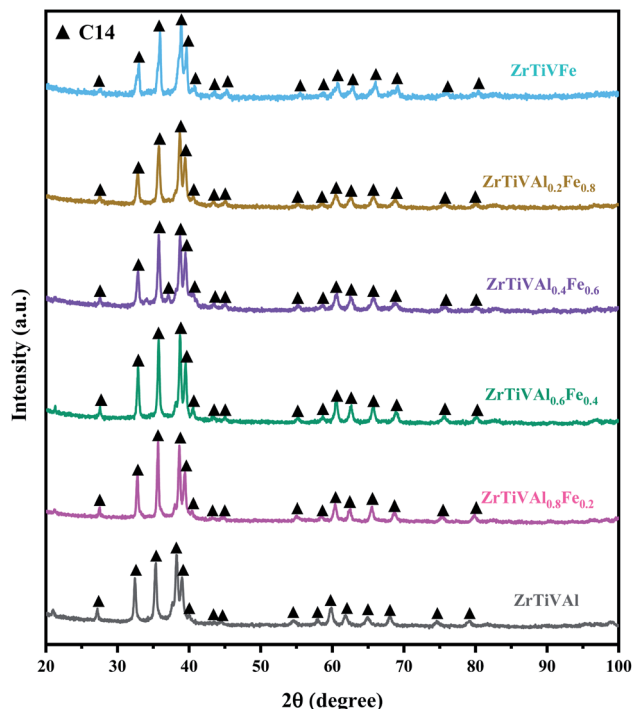 ▲ C14
ZrTiVFe
ZrTiVAl₀.₂Fe₀.₈
ZrTiVAl₀.₄Fe₀.₆
ZrTiVAl₀.₆Fe₀.₄
ZrTiVAl₀.₈Fe₀.₂
ZrTiVAl
Intensity (a.u.)
20 30 40 50 60 70 80 90 100
2θ (degree)